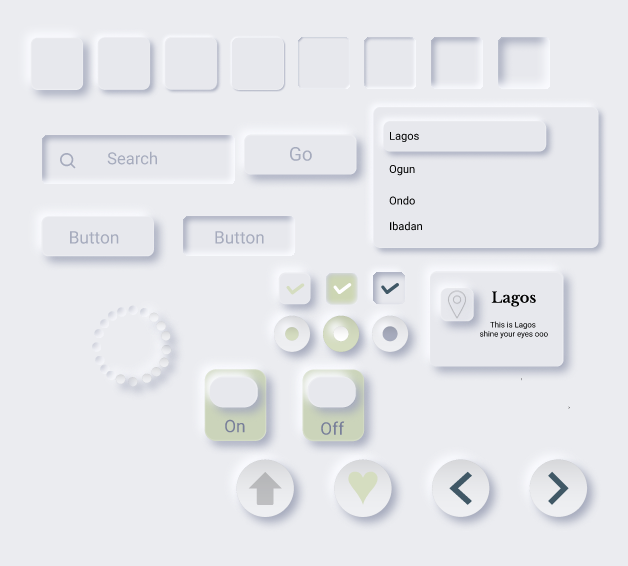 Search
Go
Lagos
Ogun
Ondo
Ibadan
Button
Button
Lagos
This is Lagos
shine your eyes ooo
On
Off